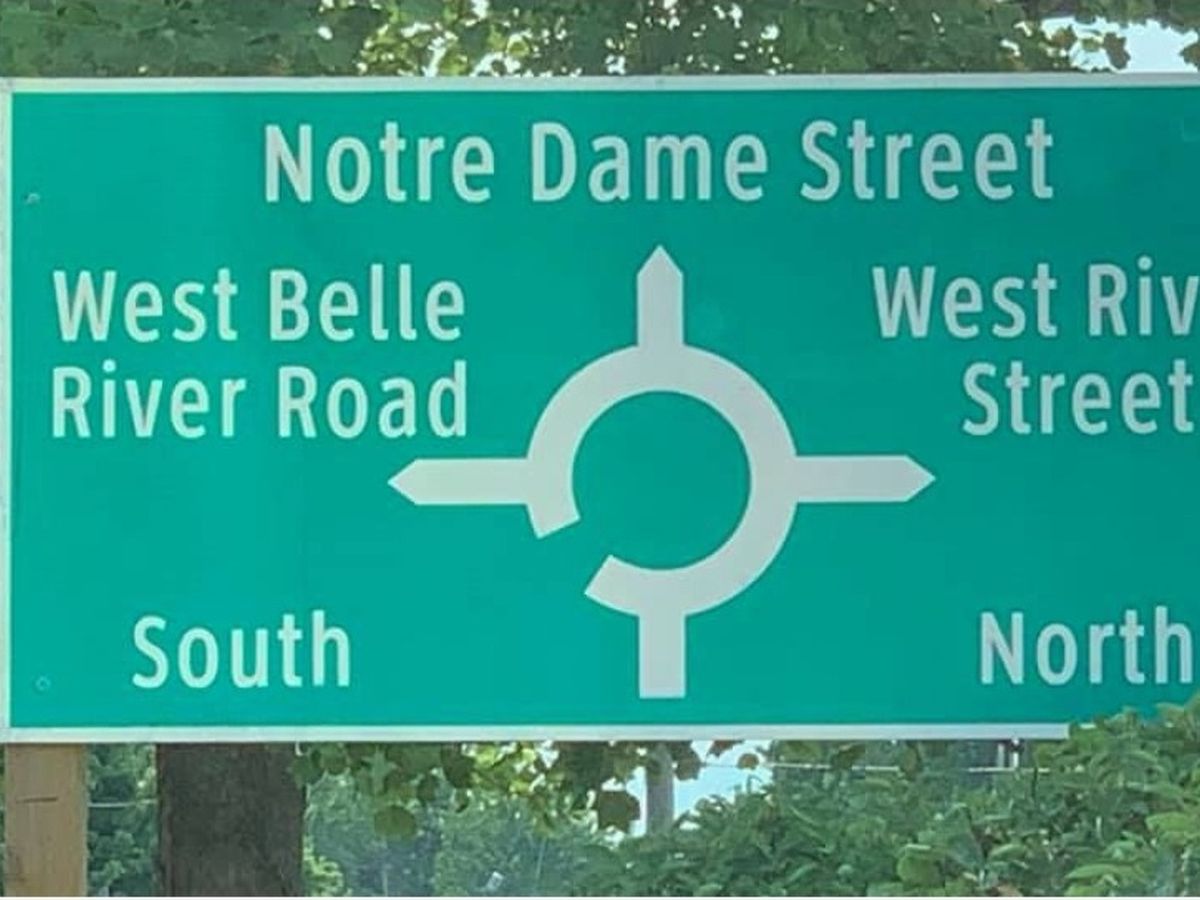 Notre Dame Street
West Belle
River Road
West Riv
Street
South
North